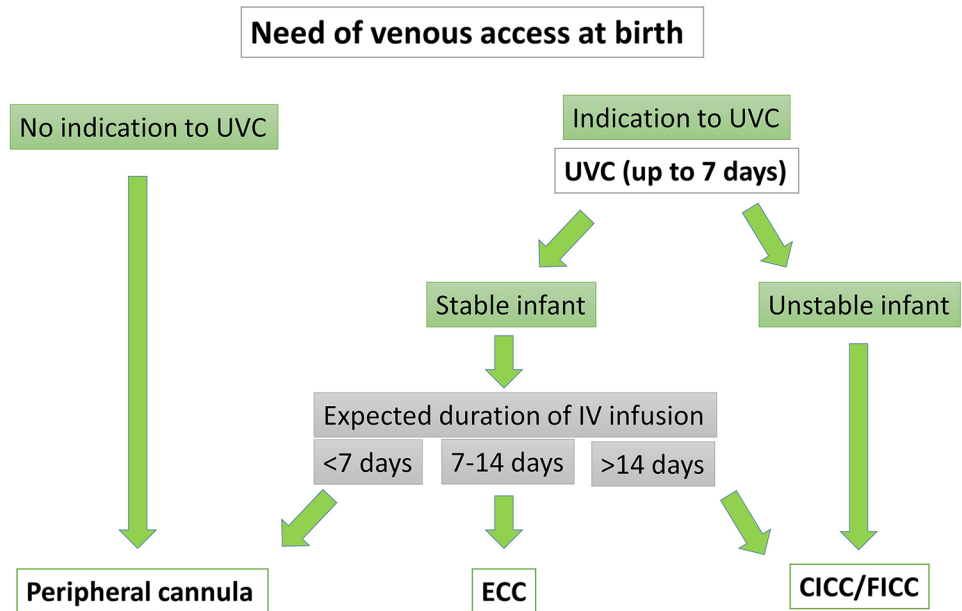 Need of venous access at birth
No indication to UVC
Indication to UVC
UVC (up to 7 days)
Stable infant
Unstable infant
Expected duration of IV infusion
<7 days
7-14 days
>14 days
Peripheral cannula
ECC
CICC/FICC